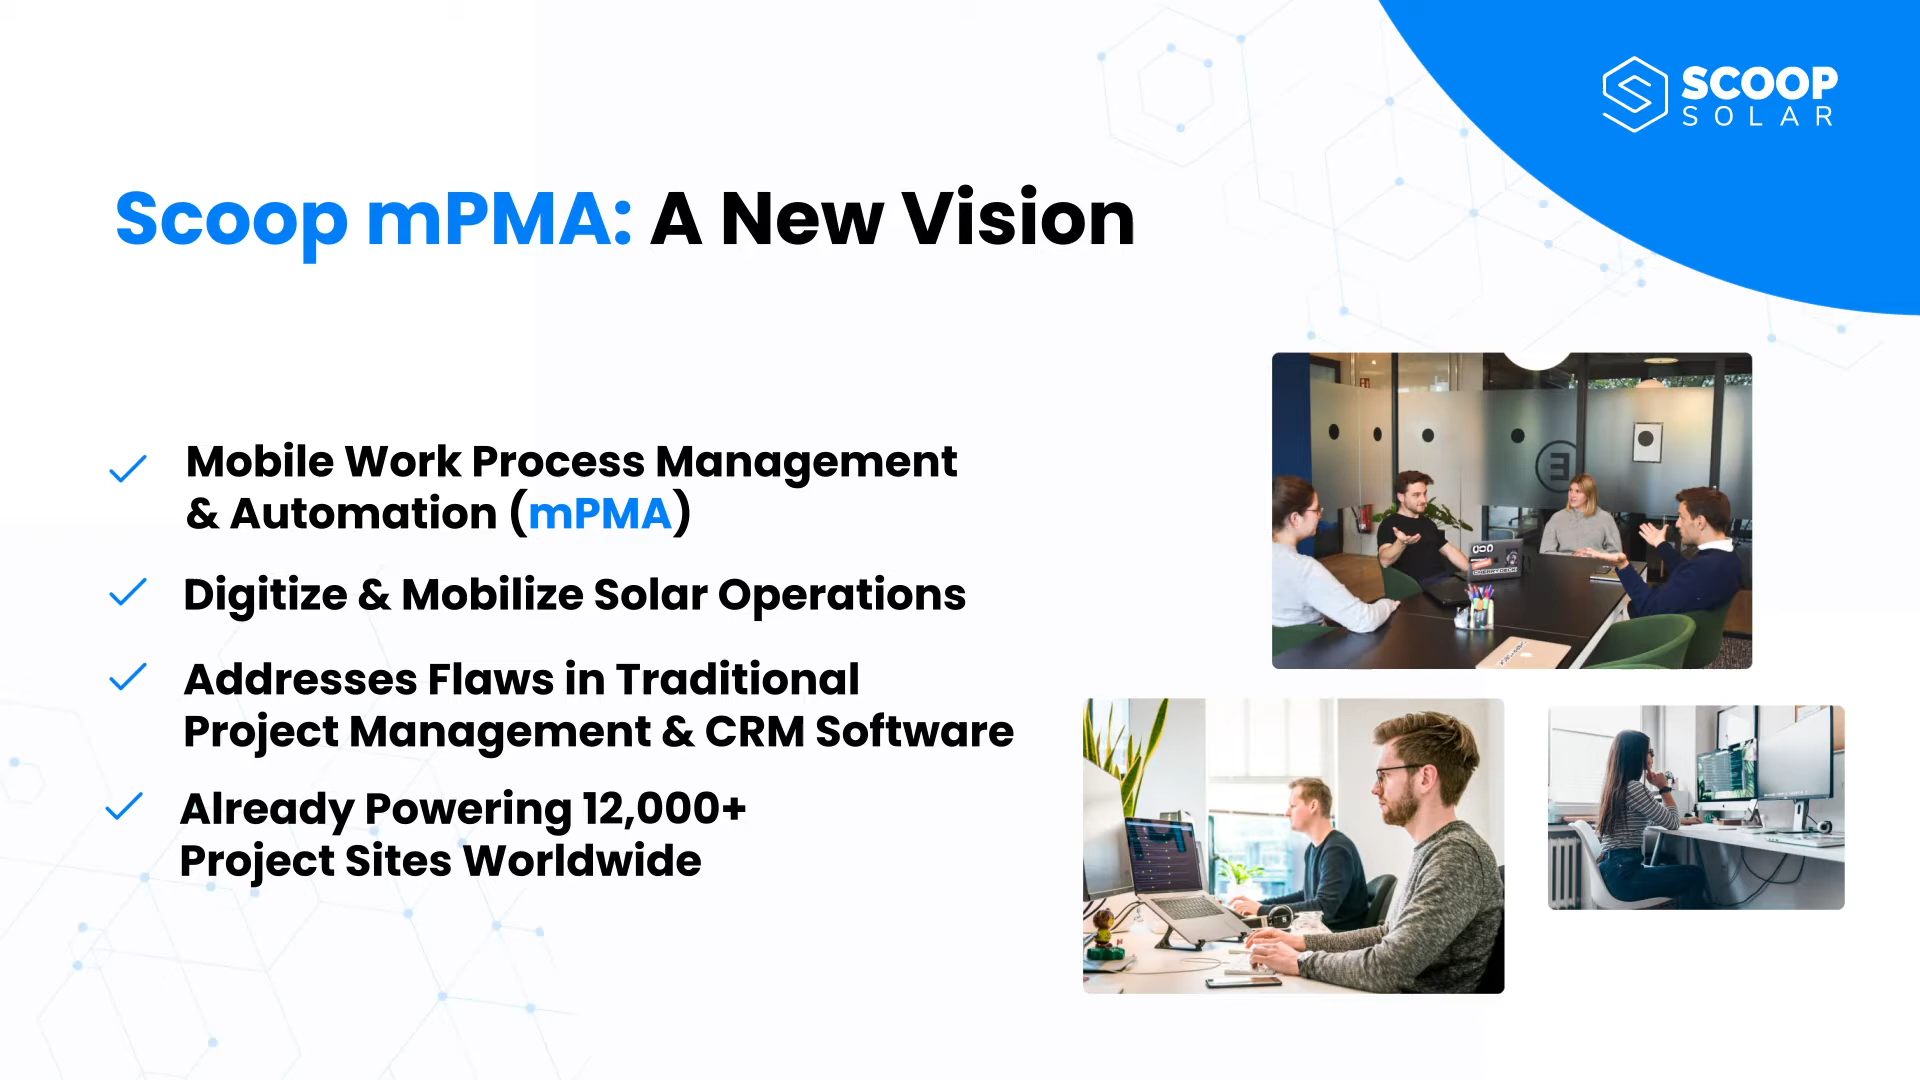 SCOOP
SOLAR
Scoop mPMA: A New Vision
Mobile Work Process Management
& Automation (mPMA)
Digitize & Mobilize Solar Operations
Addresses Flaws in Traditional
Project Management & CRM Software
Already Powering 12,000+
Project Sites Worldwide